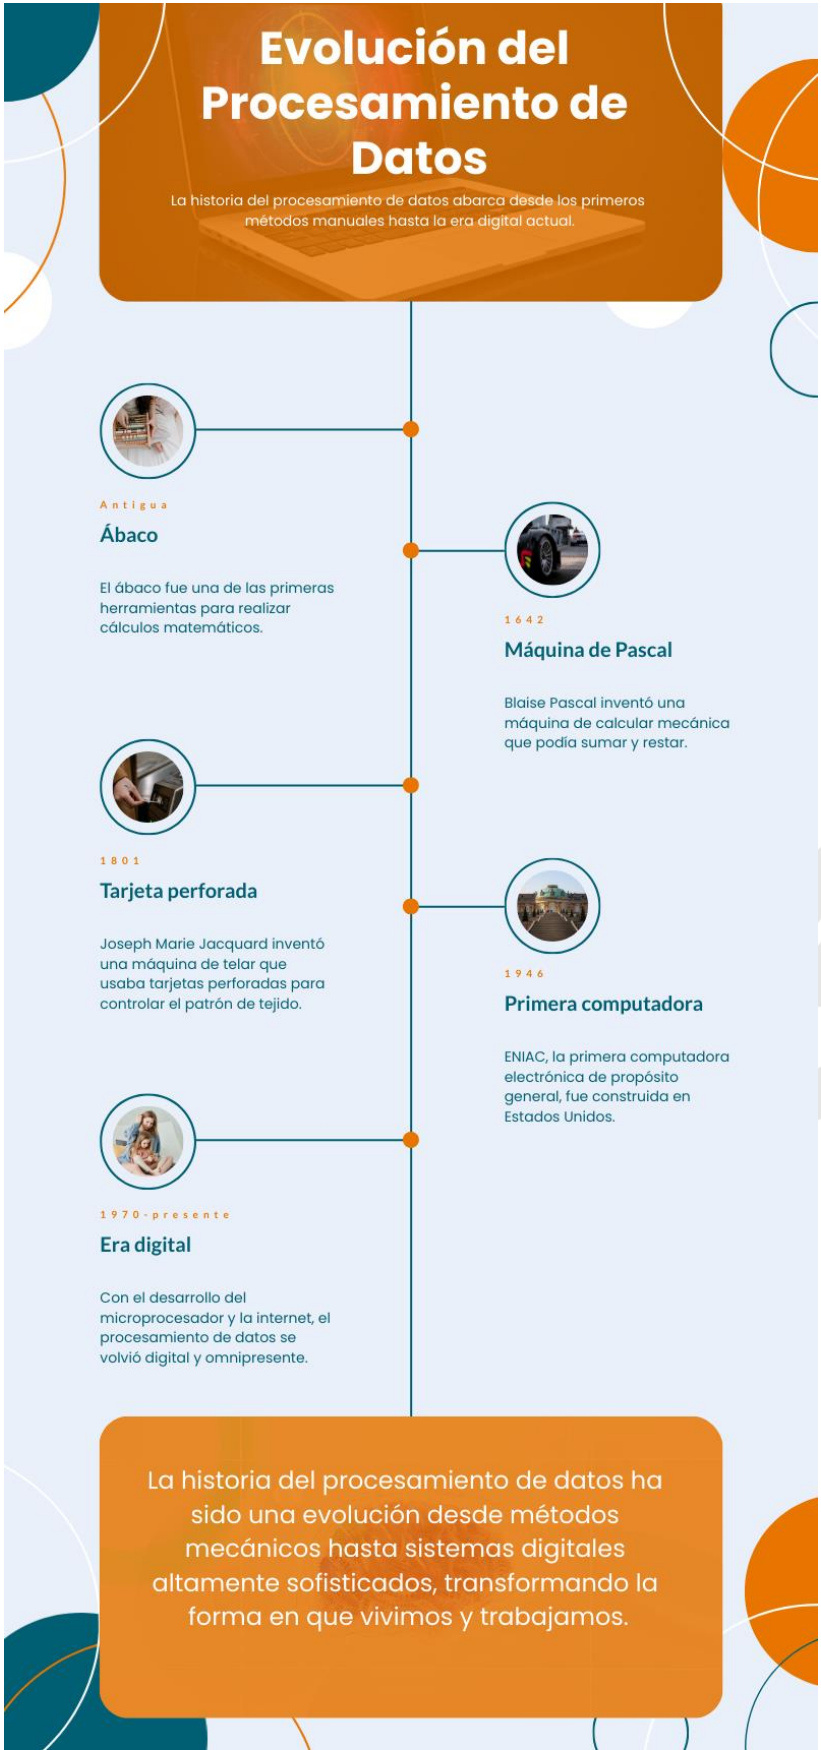 Evolución del
Procesamiento de
Datos
La historia del procesamiento de datos abarca desde los primeros
métodos manuales hasta la era digital actual.
Antigua
Ábaco
El ábaco fue una de las primeras
herramientas para realizar
cálculos matemáticos.
1642
Máquina de Pascal
Blaise Pascal inventó una
máquina de calcular mecánica
que podía sumar y restar.
1801
Tarjeta perforada
Joseph Marie Jacquard inventó
una máquina de telar que
usaba tarjetas perforadas para
controlar el patrón de tejido.
1946
Primera computadora
ENIAC, la primera computadora
electrónica de propósito
general, fue construida en
Estados Unidos.
1970-presente
Era digital
Con el desarrollo del
microprocesador y la internet, el
procesamiento de datos se
volvió digital y omnipresente.
La historia del procesamiento de datos ha
sido una evolución desde métodos
mecánicos hasta sistemas digitales
altamente sofisticados, transformando la
forma en que vivimos y trabajamos.